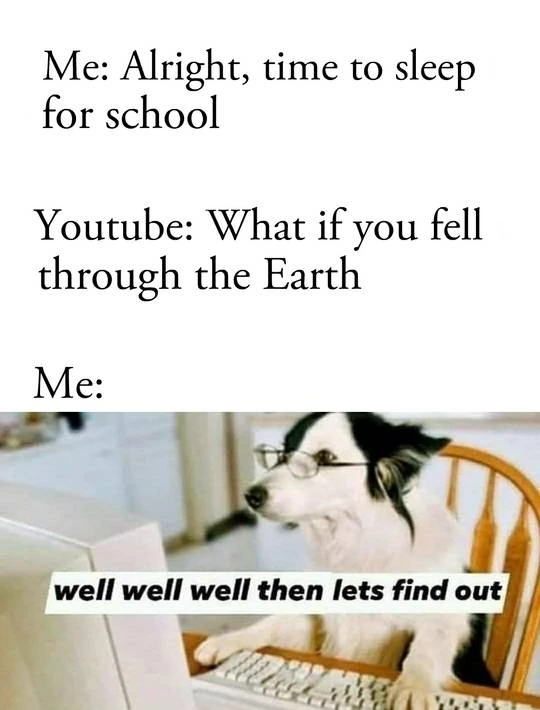 Me: Alright, time to sleep
for school
Youtube: What if you fell
through the Earth
Me:
well well well then lets find out